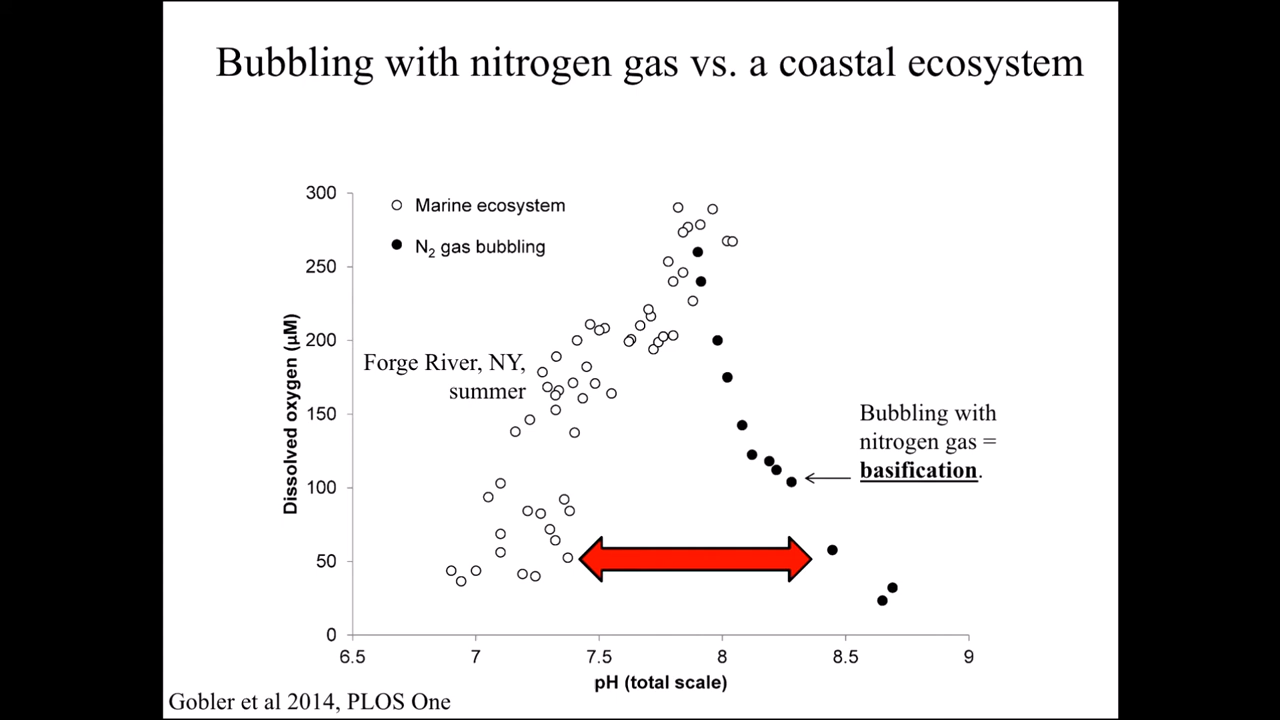 Bubbling with nitrogen gas vs. a coastal ecosystem
300
250
200
150
100
50
0
Dissolved oxygen (µM)
Marine ecosystem
N₂ gas bubbling
Forge River, NY,
summer
Bubbling with
nitrogen gas =
basification.
6.5 7 7.5 8 8.5 9
pH (total scale)
Gobler et al 2014, PLOS One